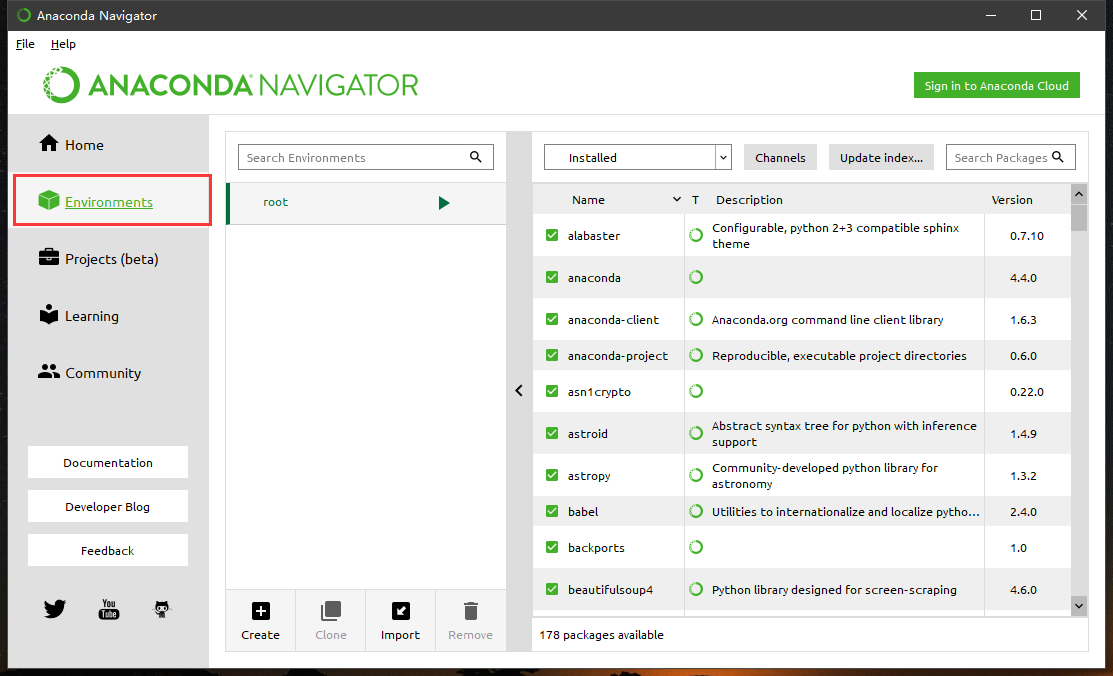 Anaconda Navigator
File Help
ANACONDA NAVIGATOR
Sign in to Anaconda Cloud
Home
Environments
Projects (beta)
Learning
Community
Documentation
Developer Blog
Feedback
You
Tube
Search Environments
root
Create
Clone
Import
Remove
Installed
Channels
Update index...
Search Packages
Name T Description Version
alabaster Configurable, python 2+3 compatible sphinx
theme 0.7.10
anaconda 4.4.0
anaconda-client Anaconda.org command line client library 1.6.3
anaconda-project Reproducible, executable project directories 0.6.0
asn1crypto 0.22.0
astroid Abstract syntax tree for python with inference
support 1.4.9
astropy Community-developed python library for
astronomy 1.3.2
babel Utilities to internationalize and localize pytho... 2.4.0
backports 1.0
beautifulsoup4 Python library designed for screen-scraping 4.6.0
178 packages available